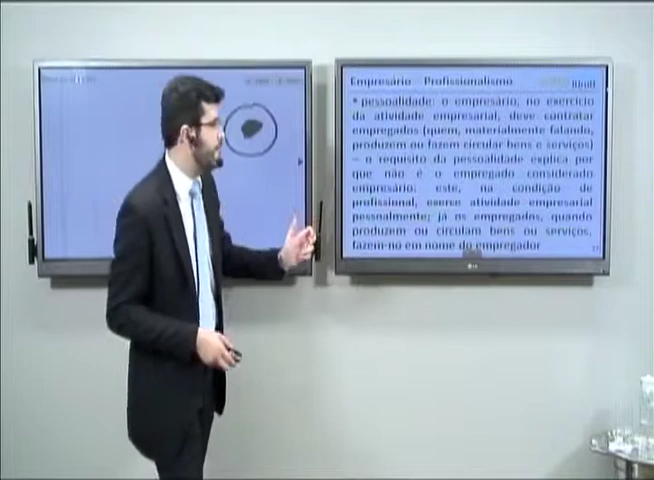 Empresário - Profissionalismo
• pessoalidade: o empresário, no exercício
da atividade empresarial, deve contratar
empregados (quem, materialmente falando,
produzem ou fazem circular bens e serviços)
– o requisito da pessoalidade explica por
que não é o empregado considerado
empresário: este, na condição de
profissional, exerce atividade empresarial
pessoalmente; já os empregados, quando
produzem ou circulam bens ou serviços,
fazem-no em nome do empregador
LG